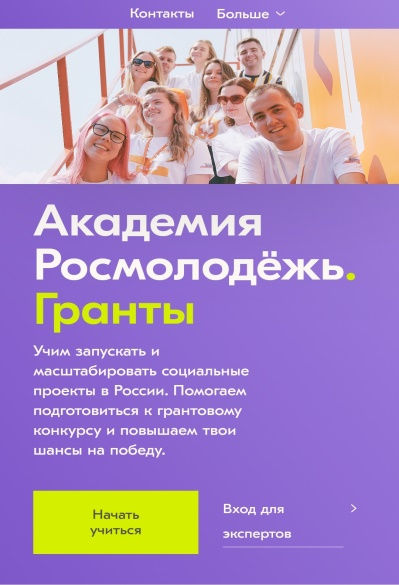 Контакты Больше
Академия
Росмолодёжь.
Гранты
Учим запускать и
масштабировать социальные
проекты в России. Помогаем
подготовиться к грантовому
конкурсу и повышаем твои
шансы на победу.
Начать
учиться
Вход для
экспертов